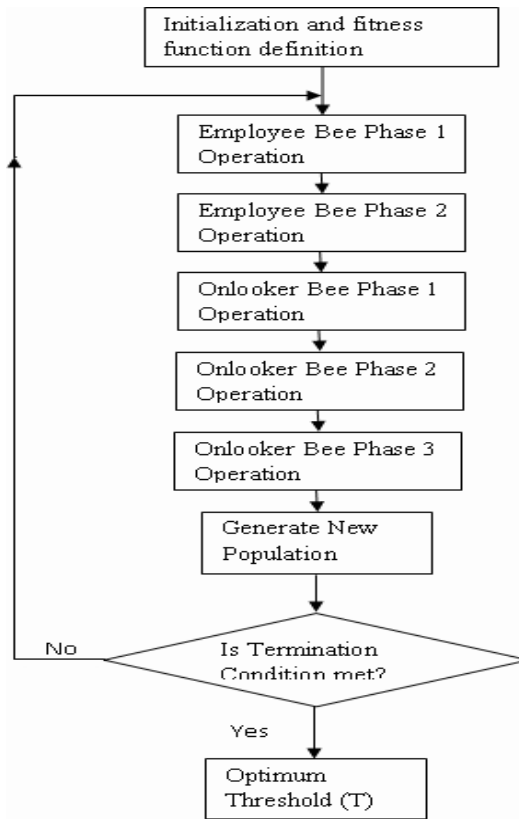 Initialization and fitness
function definition
Employee Bee Phase 1
Operation
Employee Bee Phase 2
Operation
Onlooker Bee Phase 1
Operation
Onlooker Bee Phase 2
Operation
Onlooker Bee Phase 3
Operation
Generate New
Population
No
Is Termination
Condition met?
Yes
Optimum
Threshold (T)